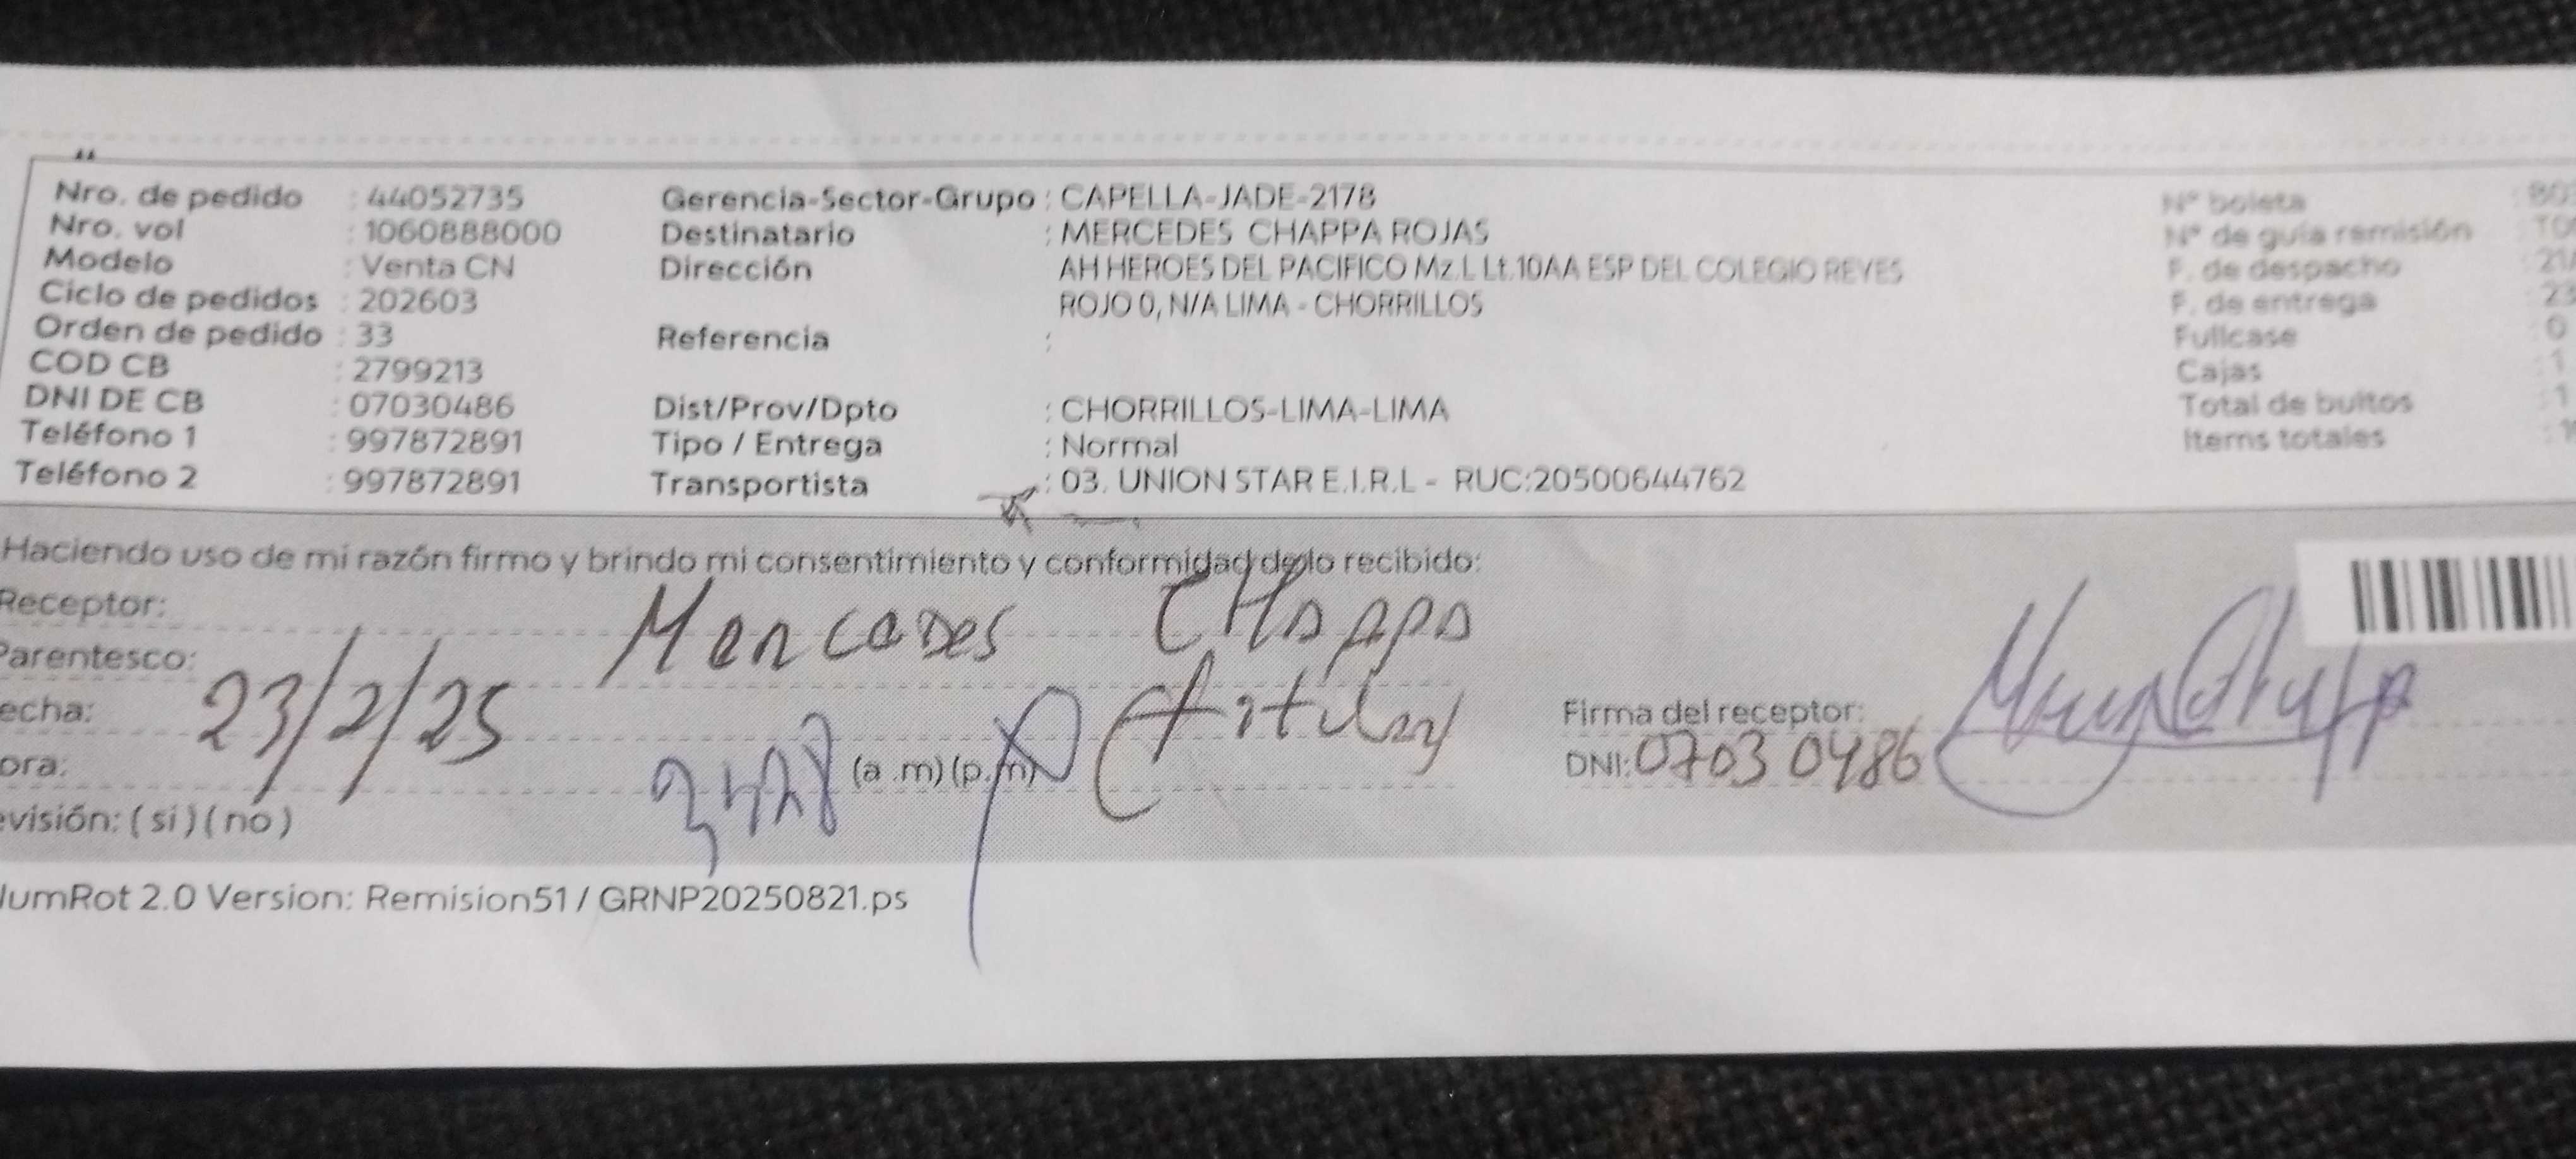 Nro. de pedido : 44052735 Gerencia-Sector-Grupo : CAPELLA-JADE-2178 N° boleta
Nro. vol : 1060888000 Destinatario : MERCEDES CHAPPA ROJAS N° de guía remisión
Modelo : Venta CN Dirección AH HEROES DEL PACIFICO Mz. L Lt. 10AA ESP DEL COLEGIO REYES F. de despacho
Ciclo de pedidos : 202603 ROJO 0, N/A LIMA - CHORRILLOS F. de entrega : 23
Orden de pedido : 33 Referencia : Fullcase : 0
COD CB : 2799213 Cajas : 1
DNI DE CB : 07030486 Dist/Prov/Dpto : CHORRILLOS-LIMA-LIMA Total de bultos : 1
Teléfono 1 : 997872891 Tipo / Entrega : Normal Items totales
Teléfono 2 : 997872891 Transportista : 03. UNION STAR E.I.R.L - RUC:20500644762
Haciendo uso de mi razón firmo y brindo mi consentimiento y conformidad de lo recibido:
Receptor: Mercedes CHAPPA
Parentesco: (titular)
echa: 23/2/25 Firma del receptor:
ora: (a .m) (p.m) DNI: 07030486
evisión: ( si ) ( no )
umRot 2.0 Version: Remision51 / GRNP20250821.ps